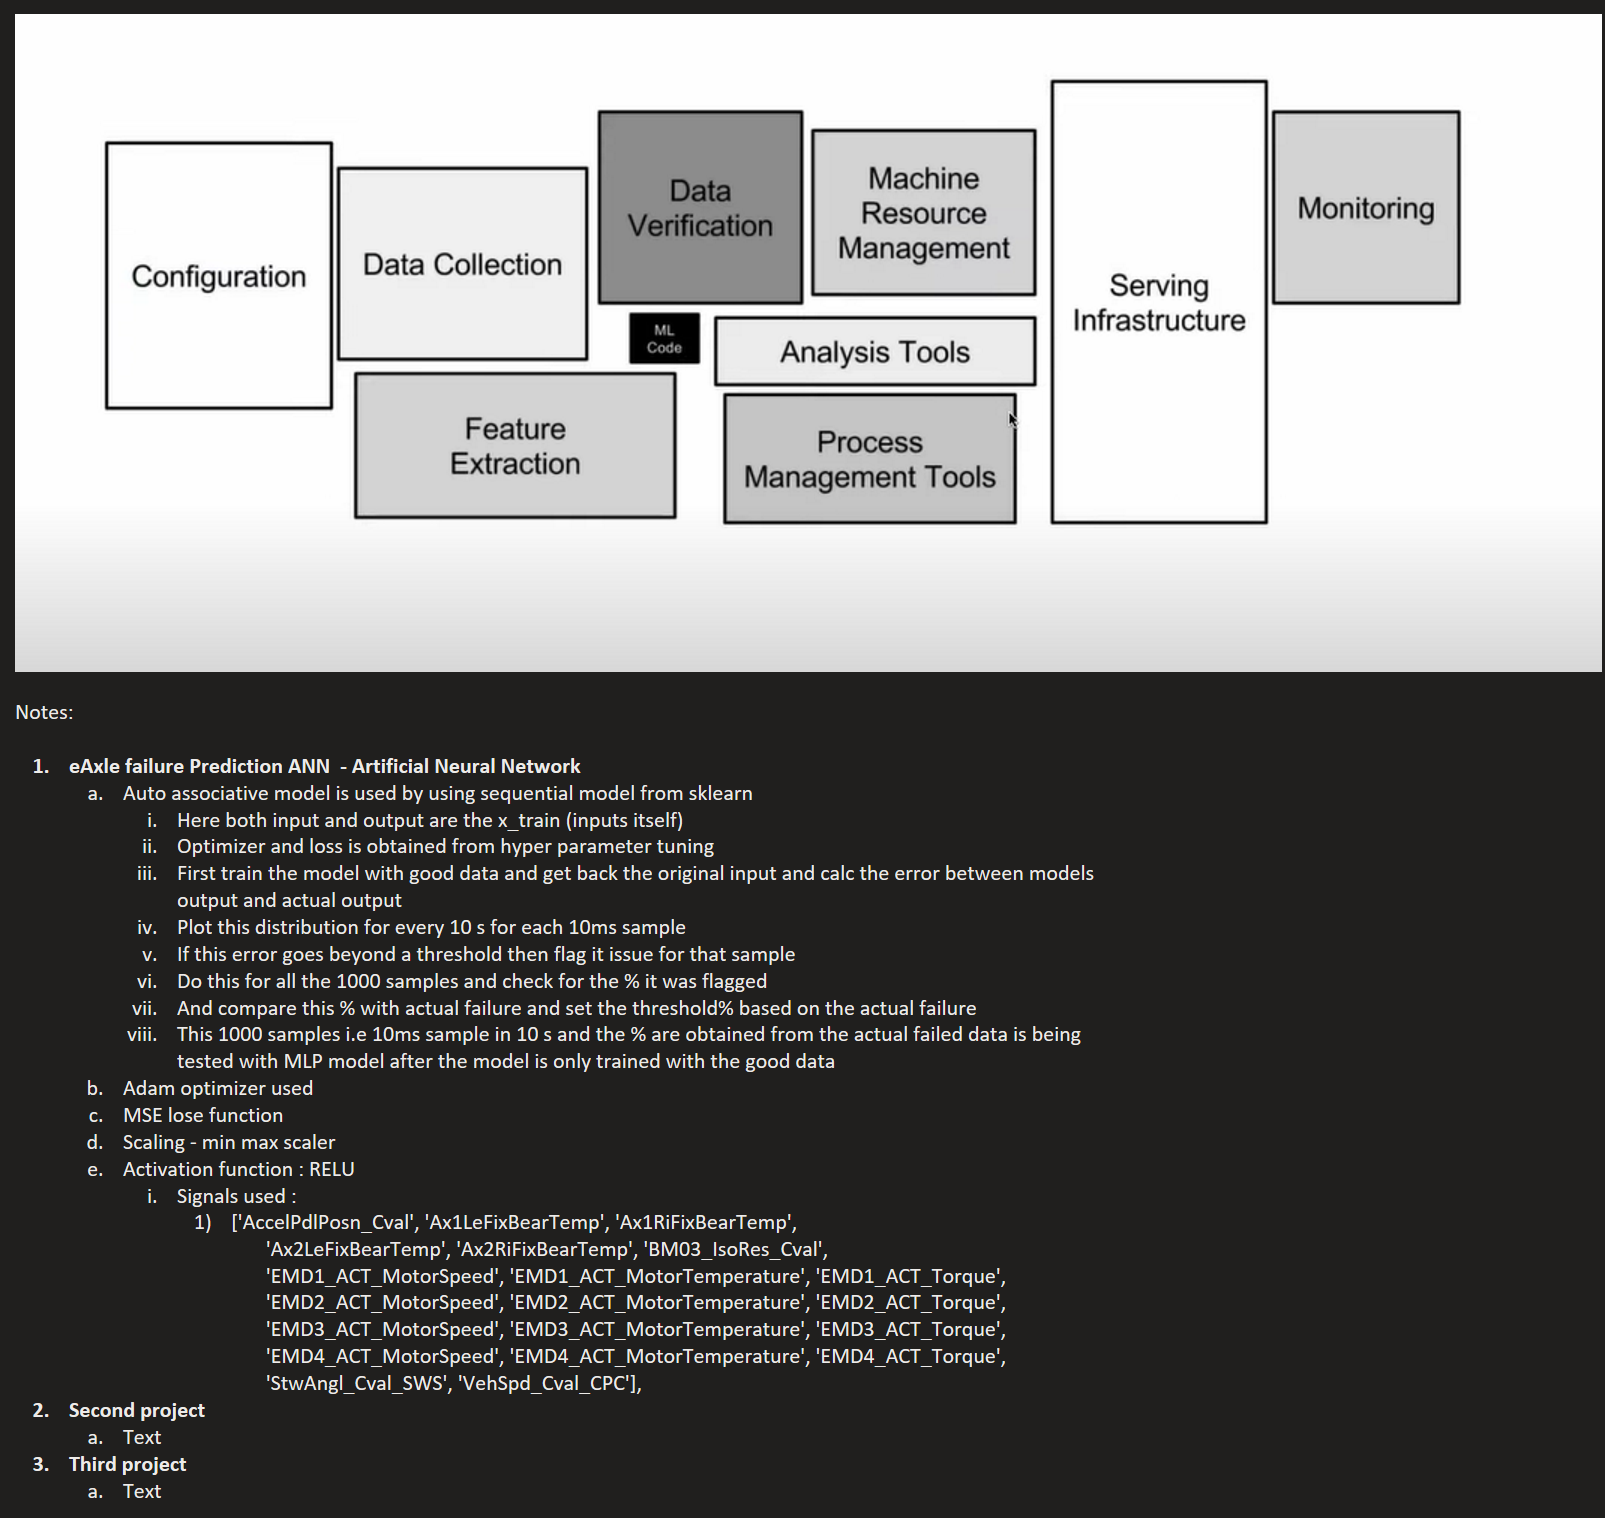 Configuration
Data Collection
Data
Verification
Machine
Resource
Management
Serving
Infrastructure
Monitoring
ML
Code
Analysis Tools
Feature
Extraction
Process
Management Tools
Notes:
1. eAxle failure Prediction ANN  - Artificial Neural Network
a. Auto associative model is used by using sequential model from sklearn
i. Here both input and output are the x_train (inputs itself)
ii. Optimizer and loss is obtained from hyper parameter tuning
iii. First train the model with good data and get back the original input and calc the error between models
output and actual output
iv. Plot this distribution for every 10 s for each 10ms sample
v. If this error goes beyond a threshold then flag it issue for that sample
vi. Do this for all the 1000 samples and check for the % it was flagged
vii. And compare this % with actual failure and set the threshold% based on the actual failure
viii. This 1000 samples i.e 10ms sample in 10 s and the % are obtained from the actual failed data is being
tested with MLP model after the model is only trained with the good data
b. Adam optimizer used
c. MSE lose function
d. Scaling - min max scaler
e. Activation function : RELU
i. Signals used :
1) ['AccelPdlPosn_Cval', 'Ax1LeFixBearTemp', 'Ax1RiFixBearTemp',
'Ax2LeFixBearTemp', 'Ax2RiFixBearTemp', 'BM03_IsoRes_Cval',
'EMD1_ACT_MotorSpeed', 'EMD1_ACT_MotorTemperature', 'EMD1_ACT_Torque',
'EMD2_ACT_MotorSpeed', 'EMD2_ACT_MotorTemperature', 'EMD2_ACT_Torque',
'EMD3_ACT_MotorSpeed', 'EMD3_ACT_MotorTemperature', 'EMD3_ACT_Torque',
'EMD4_ACT_MotorSpeed', 'EMD4_ACT_MotorTemperature', 'EMD4_ACT_Torque',
'StwAngl_Cval_SWS', 'VehSpd_Cval_CPC'],
2. Second project
a. Text
3. Third project
a. Text